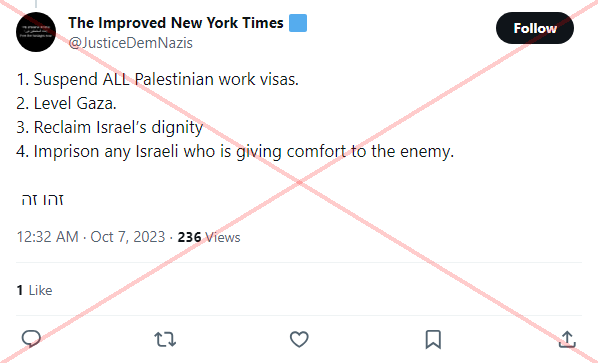 The Improved New York Times
@JusticeDemNazis
Follow
1. Suspend ALL Palestinian work visas.
2. Level Gaza.
3. Reclaim Israel's dignity
4. Imprison any Israeli who is giving comfort to the enemy.
זהו זה
12:32 AM · Oct 7, 2023 · 236 Views
1 Like